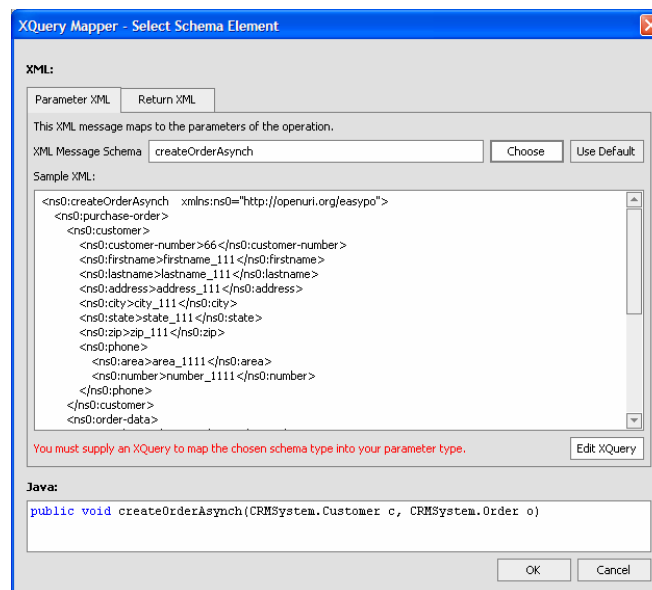 XQuery Mapper - Select Schema Element
XML:
Parameter XML Return XML
This XML message maps to the parameters of the operation.
XML Message Schema createOrderAsynch Choose Use Default
Sample XML:
<ns0:createOrderAsynch xmlns:ns0="http://openuri.org/easypo">
<ns0:purchase-order>
<ns0:customer>
<ns0:customer-number>66</ns0:customer-number>
<ns0:firstname>firstname_111</ns0:firstname>
<ns0:lastname>lastname_111</ns0:lastname>
<ns0:address>address_111</ns0:address>
<ns0:city>city_111</ns0:city>
<ns0:state>state_111</ns0:state>
<ns0:zip>zip_111</ns0:zip>
<ns0:phone>
<ns0:area>area_1111</ns0:area>
<ns0:number>number_1111</ns0:number>
</ns0:phone>
</ns0:customer>
<ns0:order-data>
You must supply an XQuery to map the chosen schema type into your parameter type. Edit XQuery
Java:
public void createOrderAsynch(CRMSystem.Customer c, CRMSystem.Order o)
OK Cancel